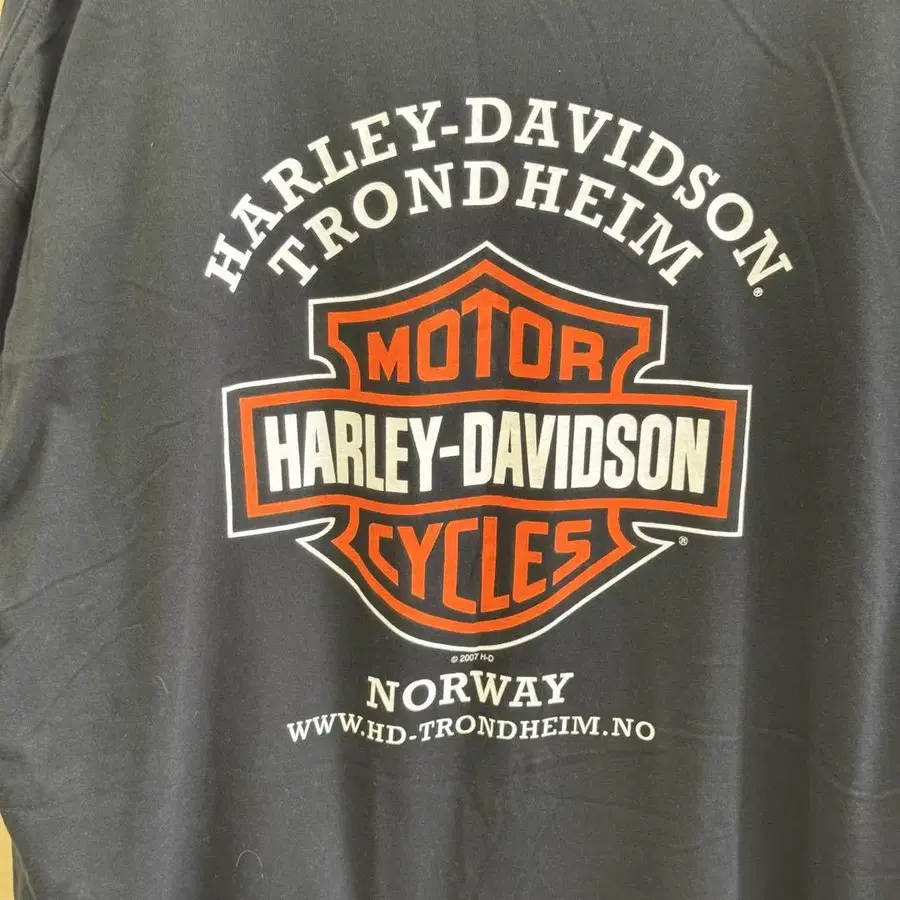 HARLEY-DAVIDSON®
TRONDHEIM
MOTOR
HARLEY-DAVIDSON
CYCLES
®
© 2007 H-D
NORWAY
WWW.HD-TRONDHEIM.NO